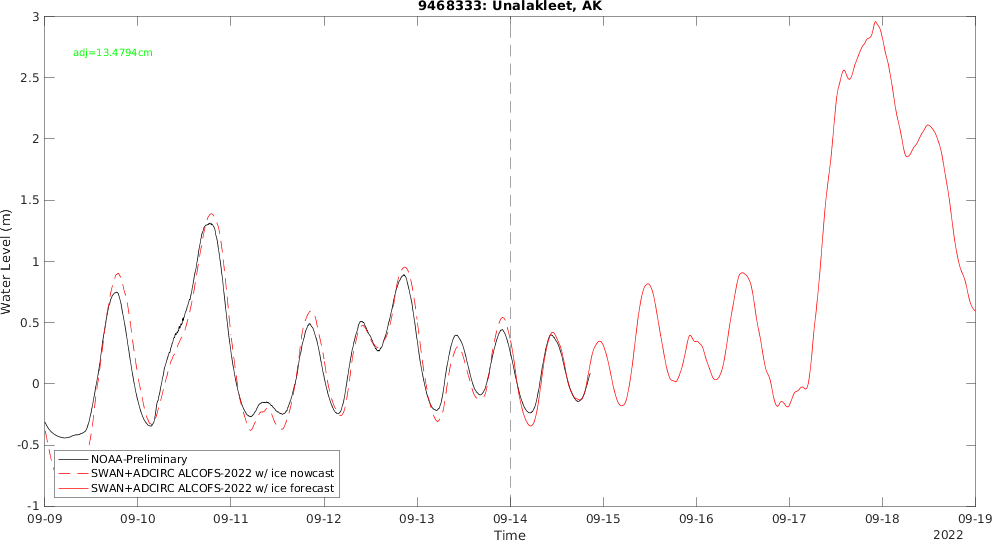 9468333: Unalakleet, AK
adj=13.4794cm
Water Level (m)
3
2.5
2
1.5
1
0.5
0
-0.5
-1
NOAA-Preliminary
SWAN+ADCIRC ALCOFS-2022 w/ ice nowcast
SWAN+ADCIRC ALCOFS-2022 w/ ice forecast
09-09 09-10 09-11 09-12 09-13 09-14 09-15 09-16 09-17 09-18 09-19
Time
2022